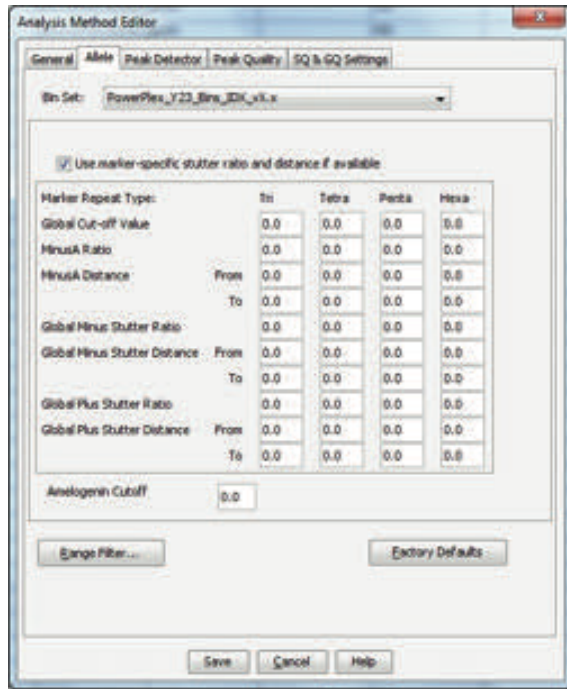 Analysis Method Editor
General Allele Peak Detector Peak Quality SQ & GQ Settings
Bin Set: PowerPlex_Y23_Bins_IDX_vX.x
Use marker-specific stutter ratio and distance if available
Marker Repeat Type: Tri Tetra Penta Hexa
Global Cut-off Value 0.0 0.0 0.0 0.0
MinusA Ratio 0.0 0.0 0.0 0.0
MinusA Distance From 0.0 0.0 0.0 0.0
To 0.0 0.0 0.0 0.0
Global Minus Stutter Ratio 0.0 0.0 0.0 0.0
Global Minus Stutter Distance From 0.0 0.0 0.0 0.0
To 0.0 0.0 0.0 0.0
Global Plus Stutter Ratio 0.0 0.0 0.0 0.0
Global Plus Stutter Distance From 0.0 0.0 0.0 0.0
To 0.0 0.0 0.0 0.0
Amelogenin Cutoff 0.0
Range Filter... Factory Defaults
Save Cancel Help